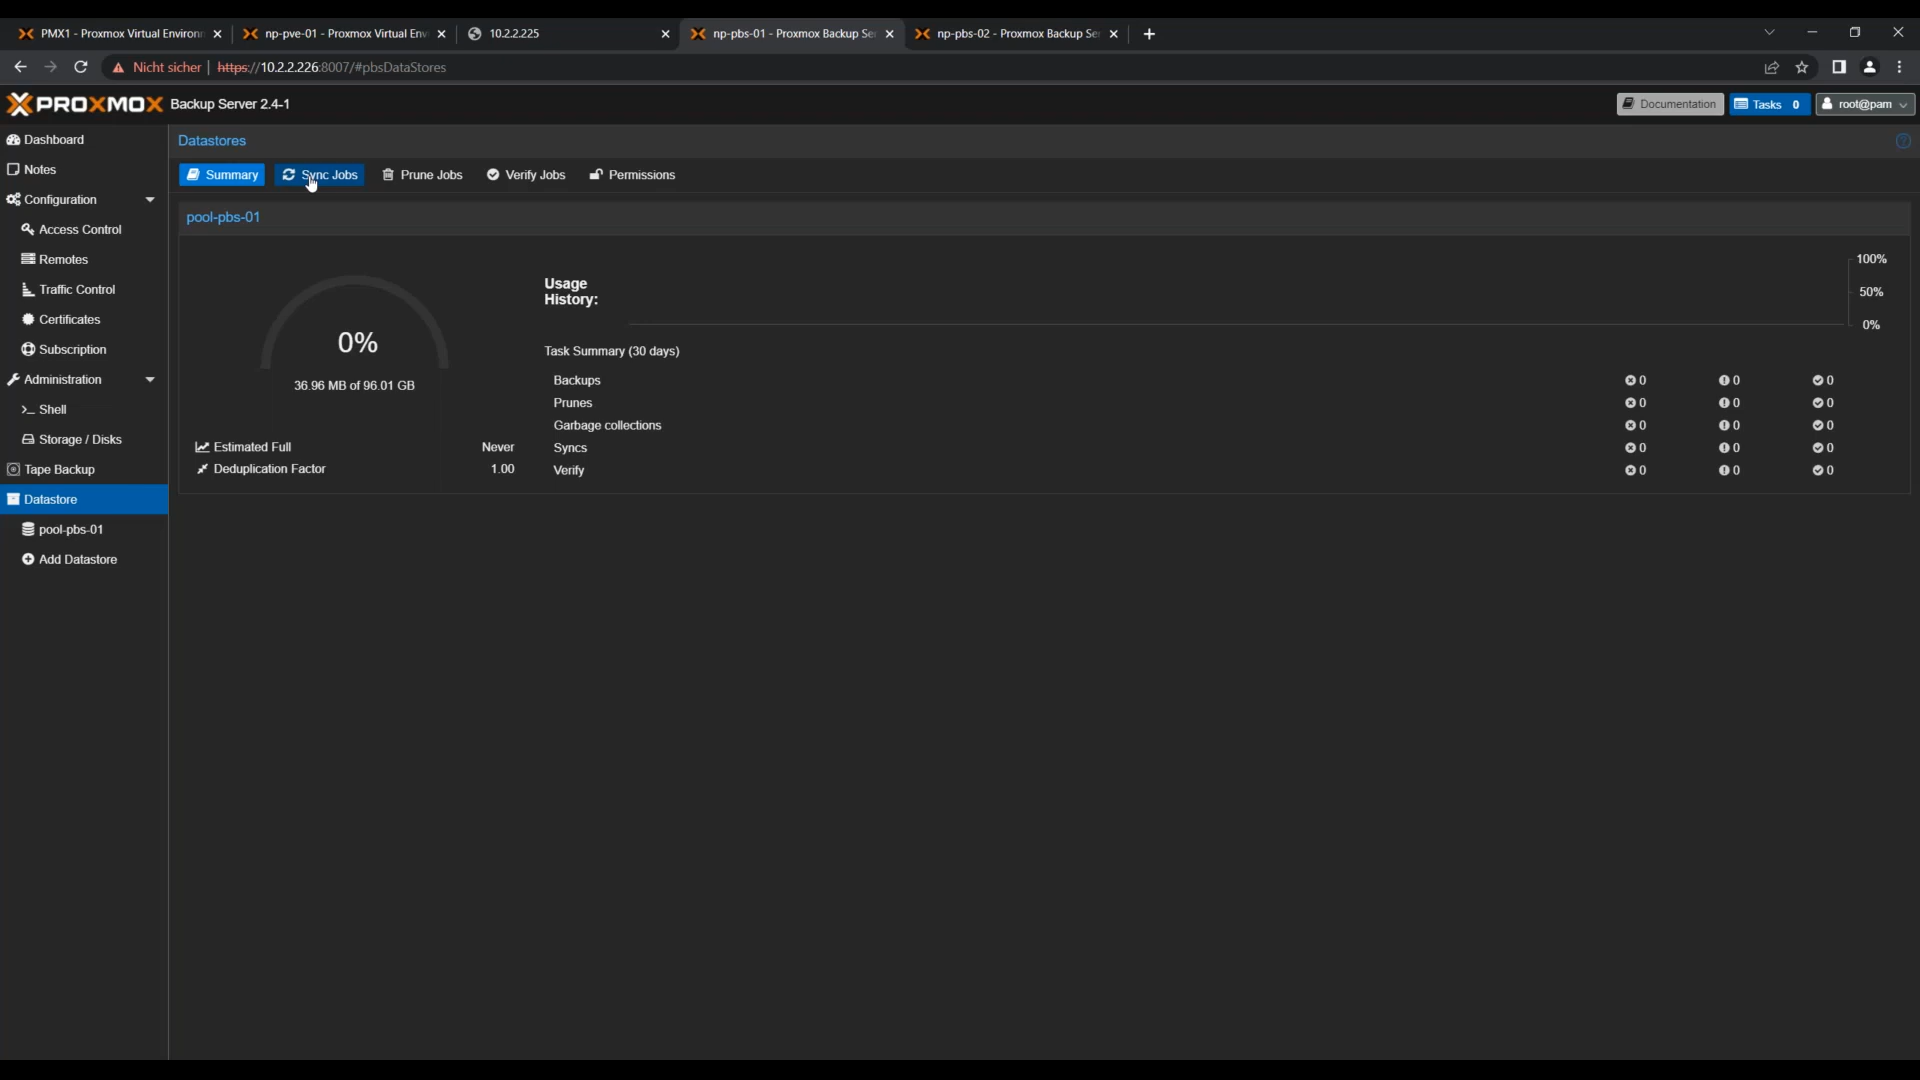 PMX1 - Proxmox Virtual Environ
np-pve-01 - Proxmox Virtual Env
10.2.2.225
np-pbs-01 - Proxmox Backup Se
np-pbs-02 - Proxmox Backup Se
Nicht sicher | https://10.2.2.226:8007/#pbsDataStores
PROXMOX Backup Server 2.4-1
Documentation
Tasks 0
root@pam
Dashboard
Notes
Configuration
Access Control
Remotes
Traffic Control
Certificates
Subscription
Administration
Shell
Storage / Disks
Tape Backup
Datastore
pool-pbs-01
Add Datastore
Datastores
Summary
Sync Jobs
Prune Jobs
Verify Jobs
Permissions
pool-pbs-01
0%
36.96 MB of 96.01 GB
Estimated Full Never
Deduplication Factor 1.00
Usage
History:
100%
50%
0%
Task Summary (30 days)
Backups 0 0 0
Prunes 0 0 0
Garbage collections 0 0 0
Syncs 0 0 0
Verify 0 0 0